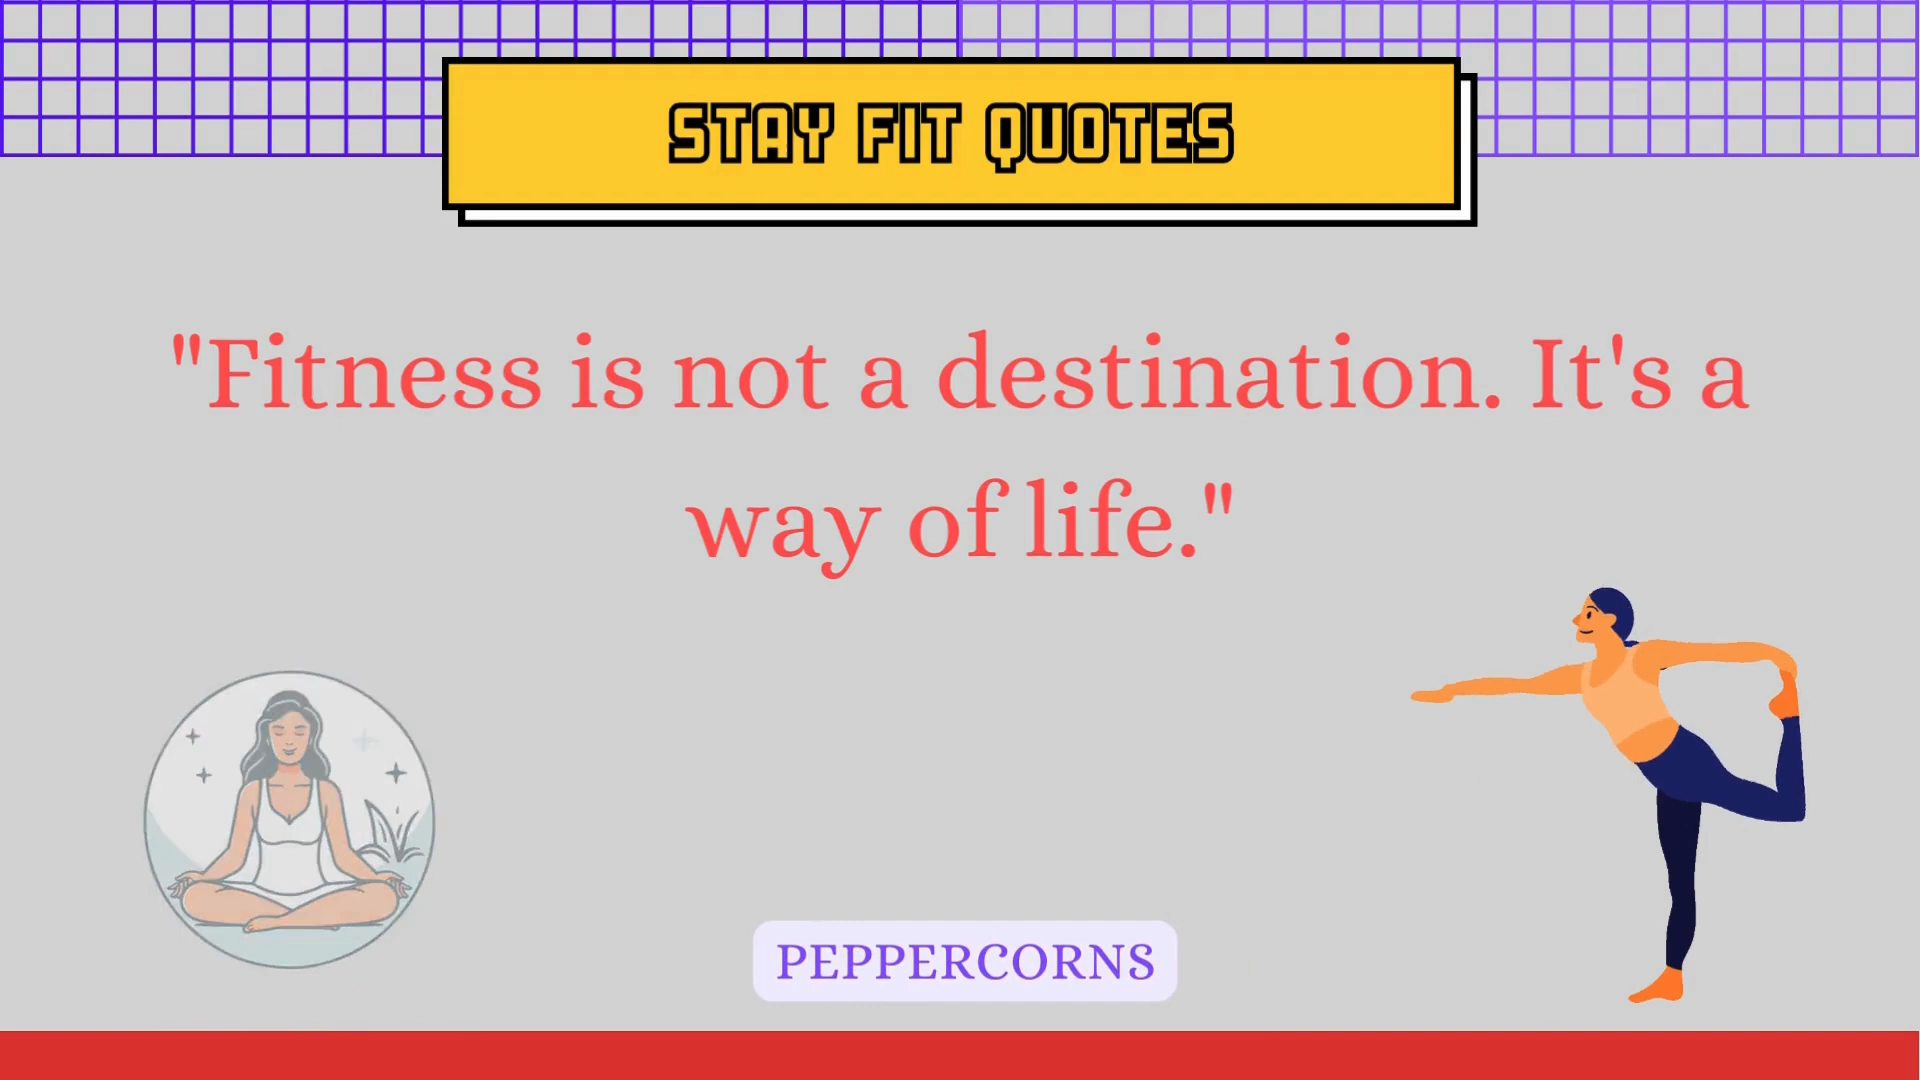 STAY FIT QUOTES
"Fitness is not a destination. It's a
way of life."
PEPPERCORNS